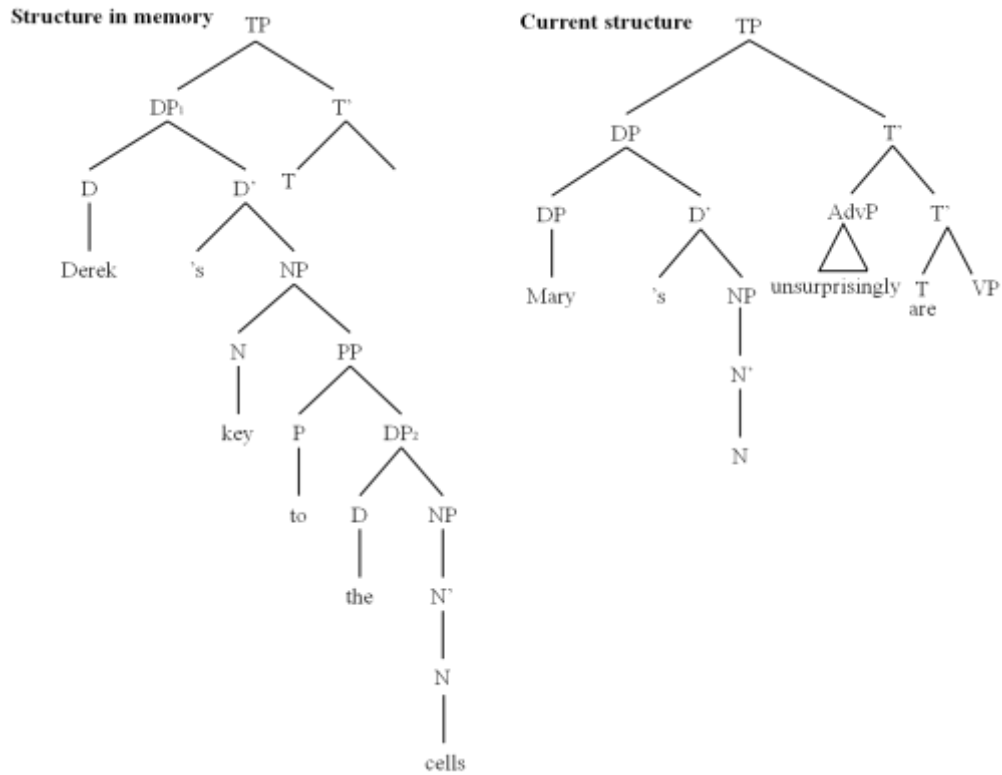 Structure in memory
TP
DP₁ T'
D D' T
Derek 's NP
N PP
key P DP₂
to D NP
the N'
N
cells
Current structure
TP
DP T'
DP D' AdvP T'
Mary 's NP unsurprisingly T VP
are
N'
N